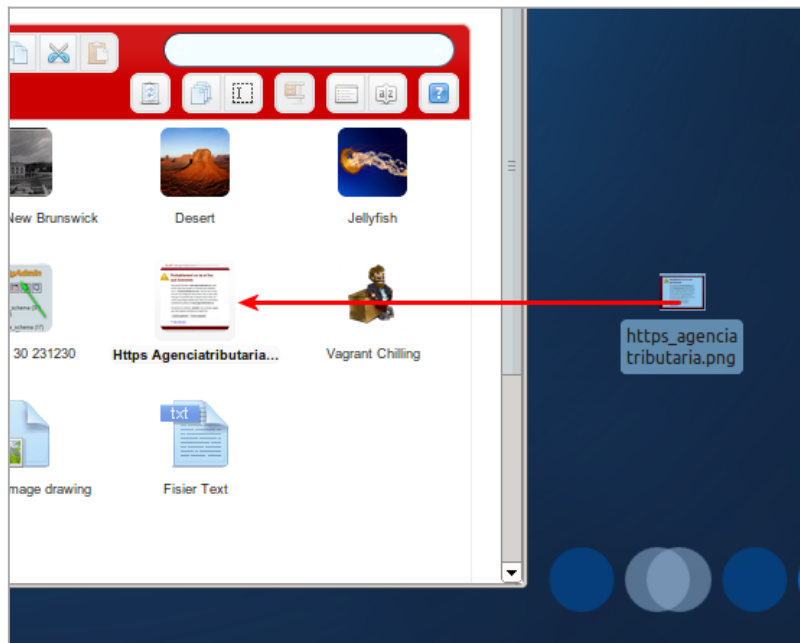 a z
?
New Brunswick
Desert
Jellyfish
30 231230
Https Agenciatributaria...
Vagrant Chilling
https_agencia
tributaria.png
txt
mage drawing
Fisier Text